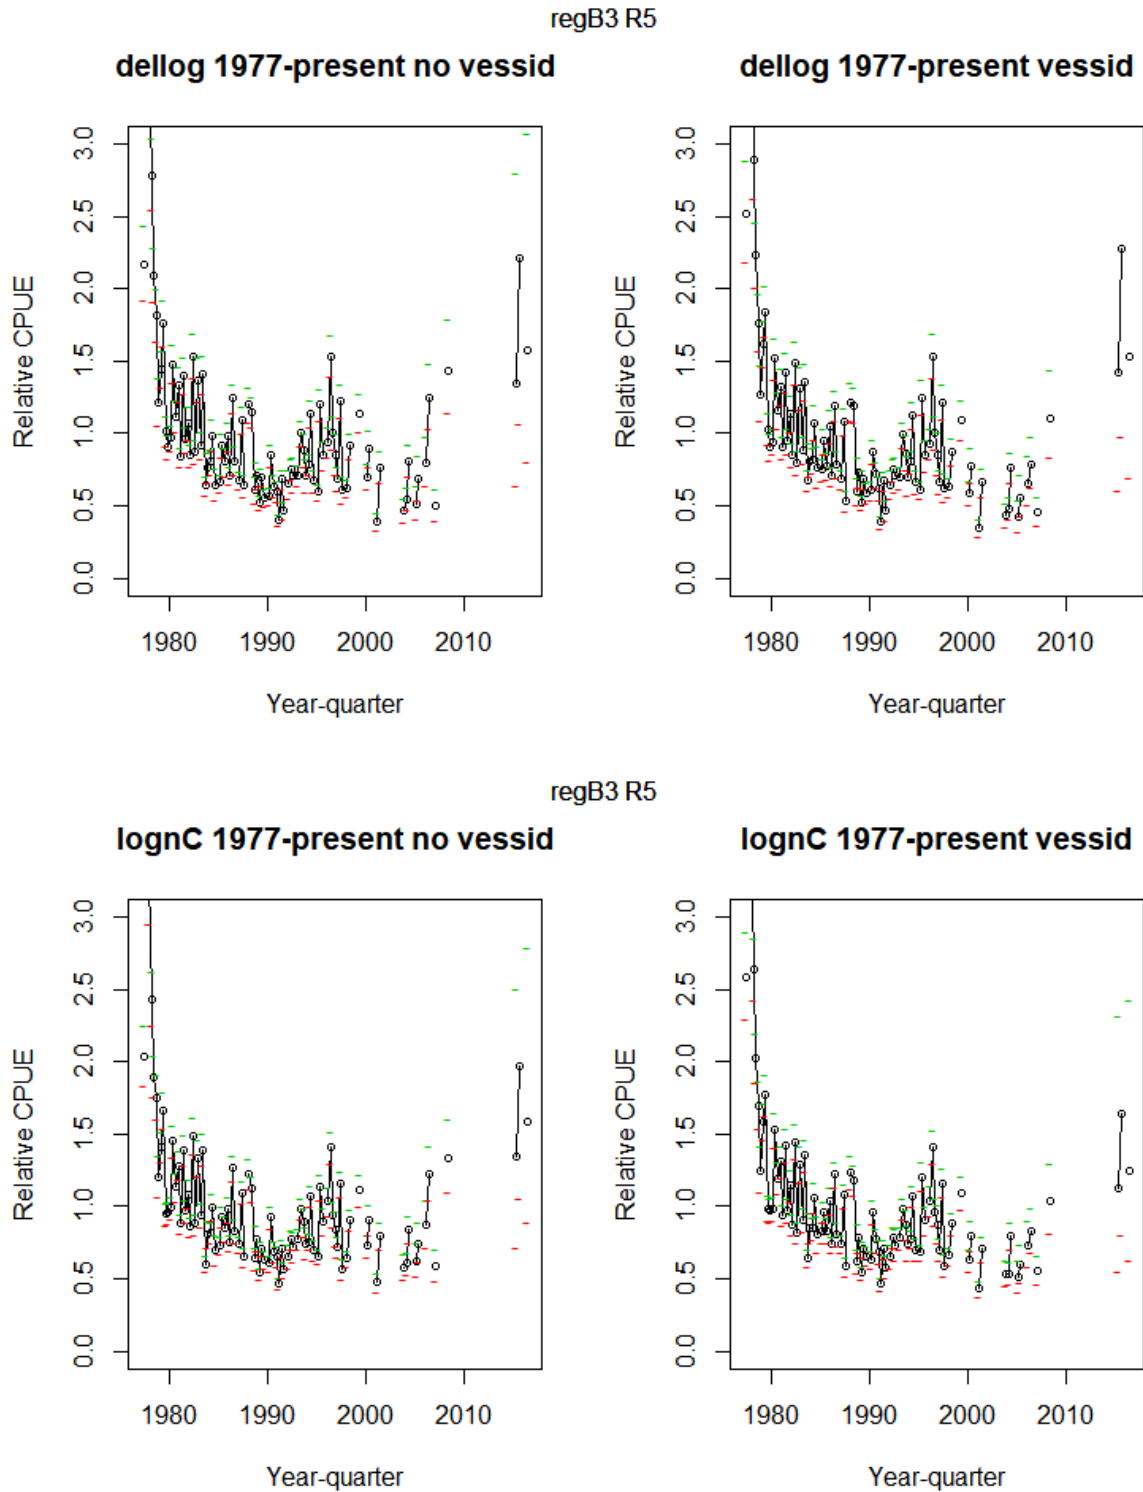 regB3 R5
dellog 1977-present no vessid
dellog 1977-present vessid
3.0
2.5
2.0
1.5
1.0
0.5
0.0
Relative CPUE
1980 1990 2000 2010
Year-quarter
3.0
2.5
2.0
1.5
1.0
0.5
0.0
Relative CPUE
1980 1990 2000 2010
Year-quarter
regB3 R5
lognC 1977-present no vessid
lognC 1977-present vessid
3.0
2.5
2.0
1.5
1.0
0.5
0.0
Relative CPUE
1980 1990 2000 2010
Year-quarter
3.0
2.5
2.0
1.5
1.0
0.5
0.0
Relative CPUE
1980 1990 2000 2010
Year-quarter